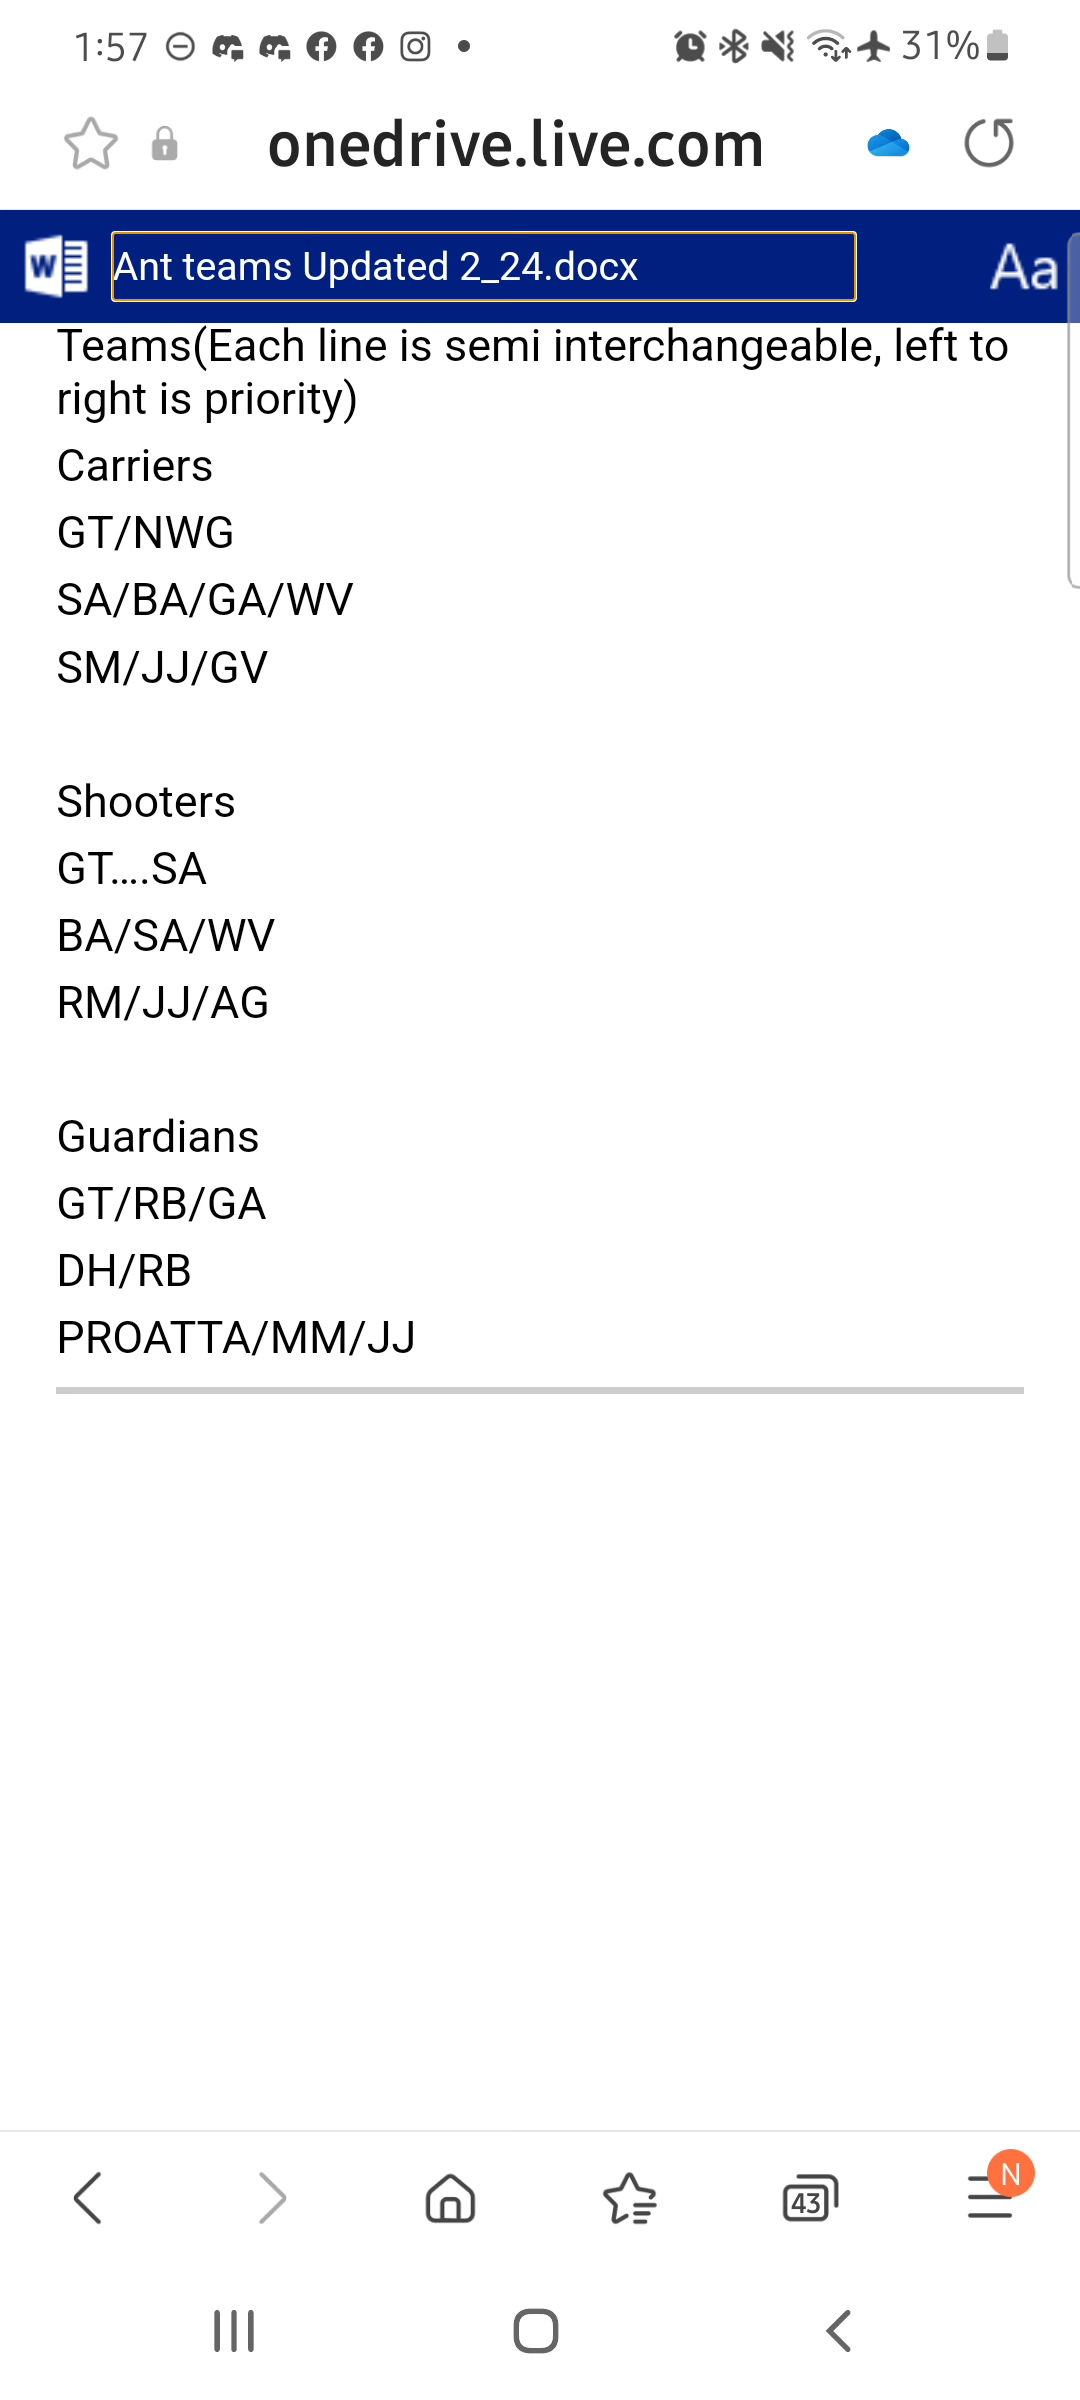 1:57
31%
onedrive.live.com
W
Ant teams Updated 2_24.docx
Aa
Teams(Each line is semi interchangeable, left to
right is priority)
Carriers
GT/NWG
SA/BA/GA/WV
SM/JJ/GV
Shooters
GT....SA
BA/SA/WV
RM/JJ/AG
Guardians
GT/RB/GA
DH/RB
PROATTA/MM/JJ
43
N